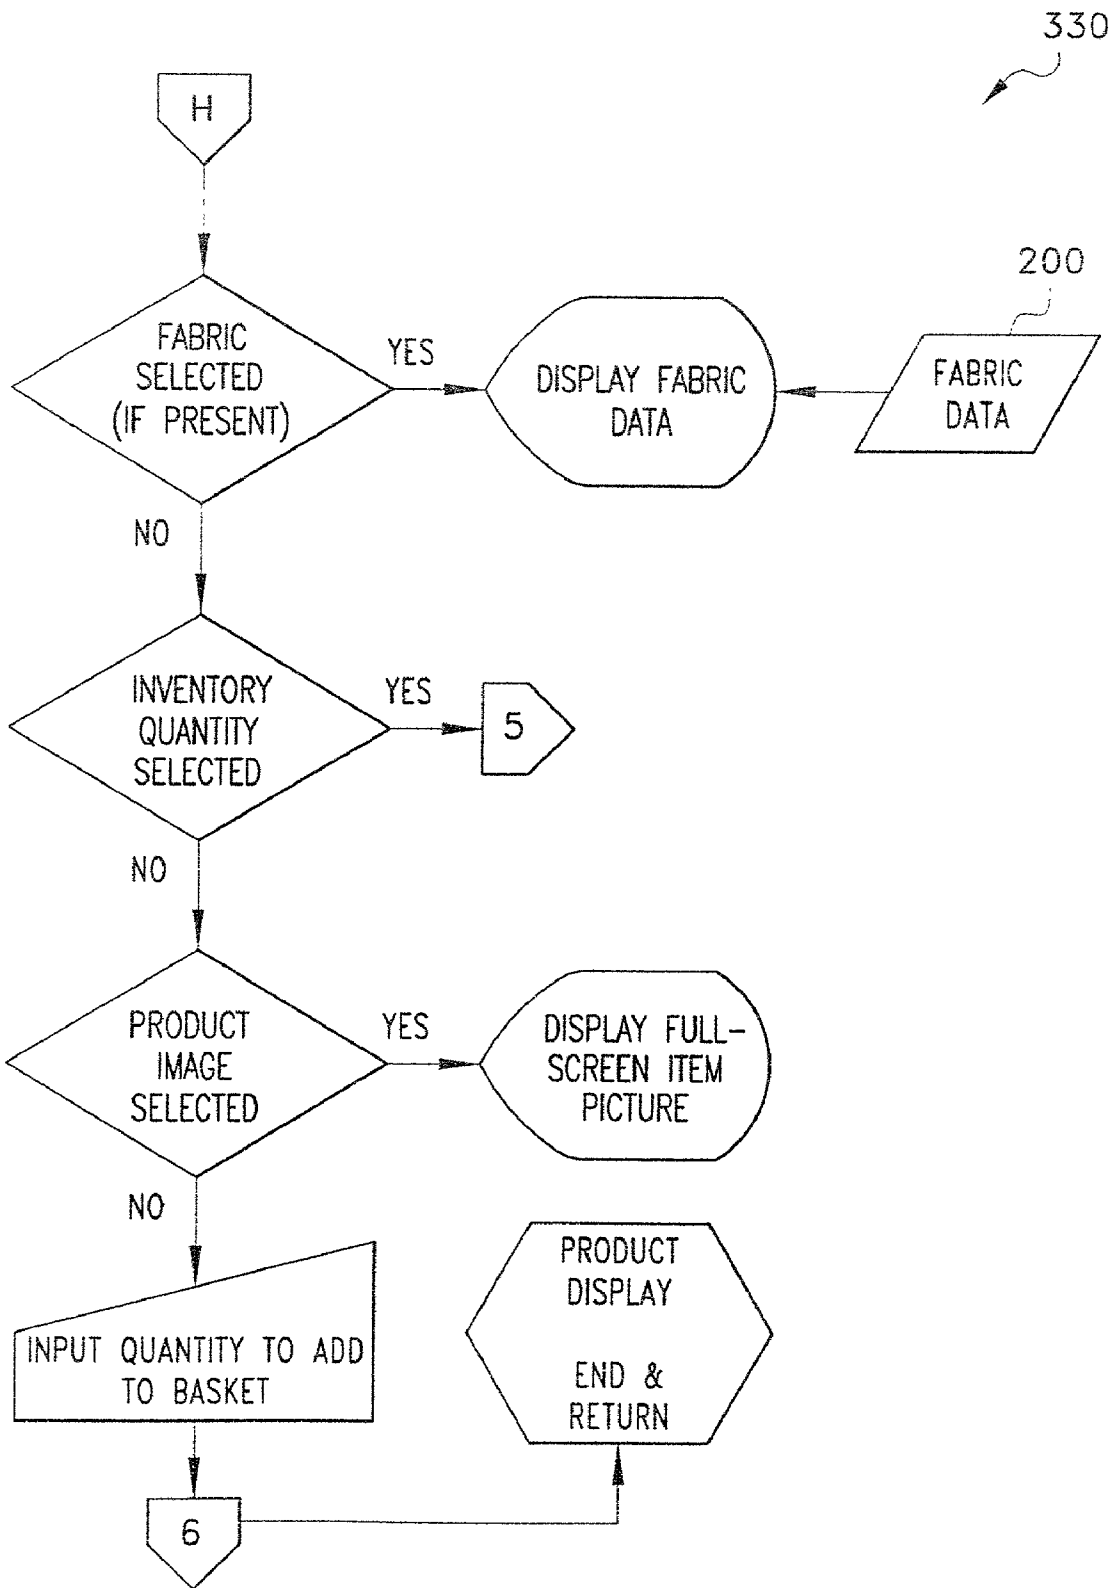 330
H
200
FABRIC
SELECTED
(IF PRESENT)
YES
DISPLAY FABRIC
DATA
FABRIC
DATA
NO
INVENTORY
QUANTITY
SELECTED
YES
5
NO
PRODUCT
IMAGE
SELECTED
YES
DISPLAY FULL-
SCREEN ITEM
PICTURE
NO
INPUT QUANTITY TO ADD
TO BASKET
PRODUCT
DISPLAY
END &
RETURN
6